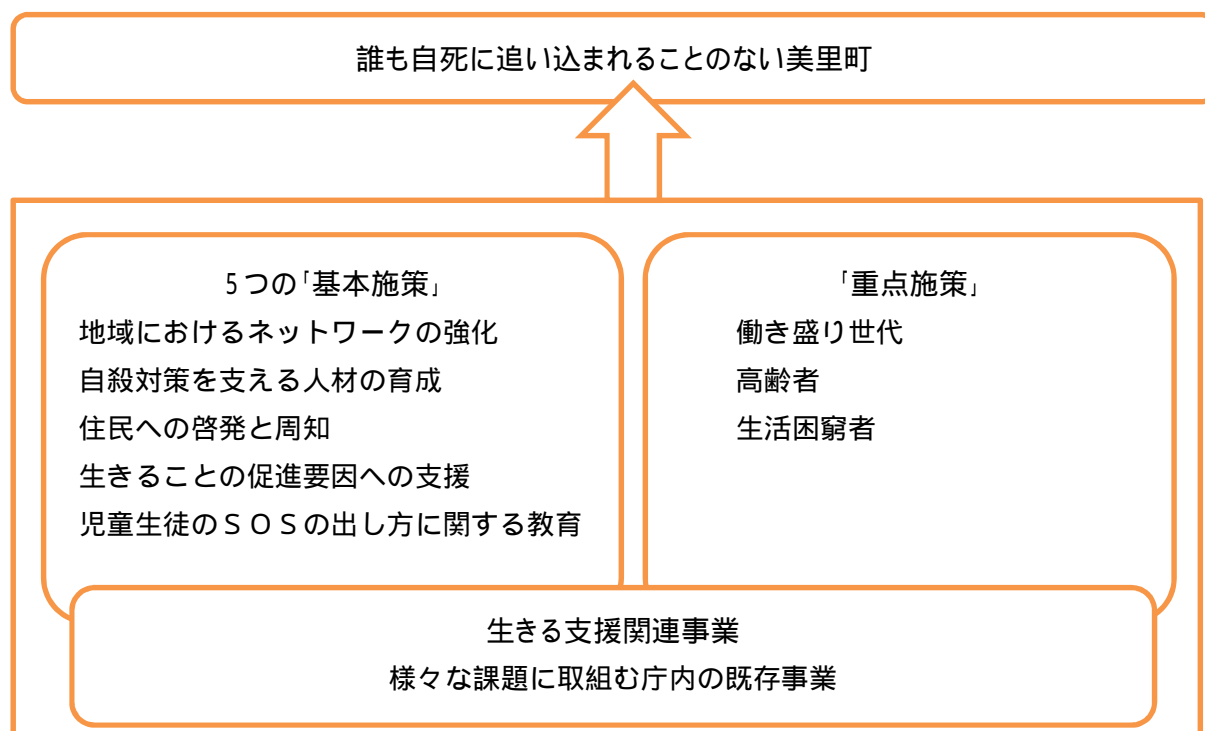 誰も自死に追い込まれることのない美里町
5つの「基本施策」
地域におけるネットワークの強化
自殺対策を支える人材の育成
住民への啓発と周知
生きることの促進要因への支援
児童生徒のＳＯＳの出し方に関する教育
「重点施策」
働き盛り世代
高齢者
生活困窮者
生きる支援関連事業
様々な課題に取組む庁内の既存事業